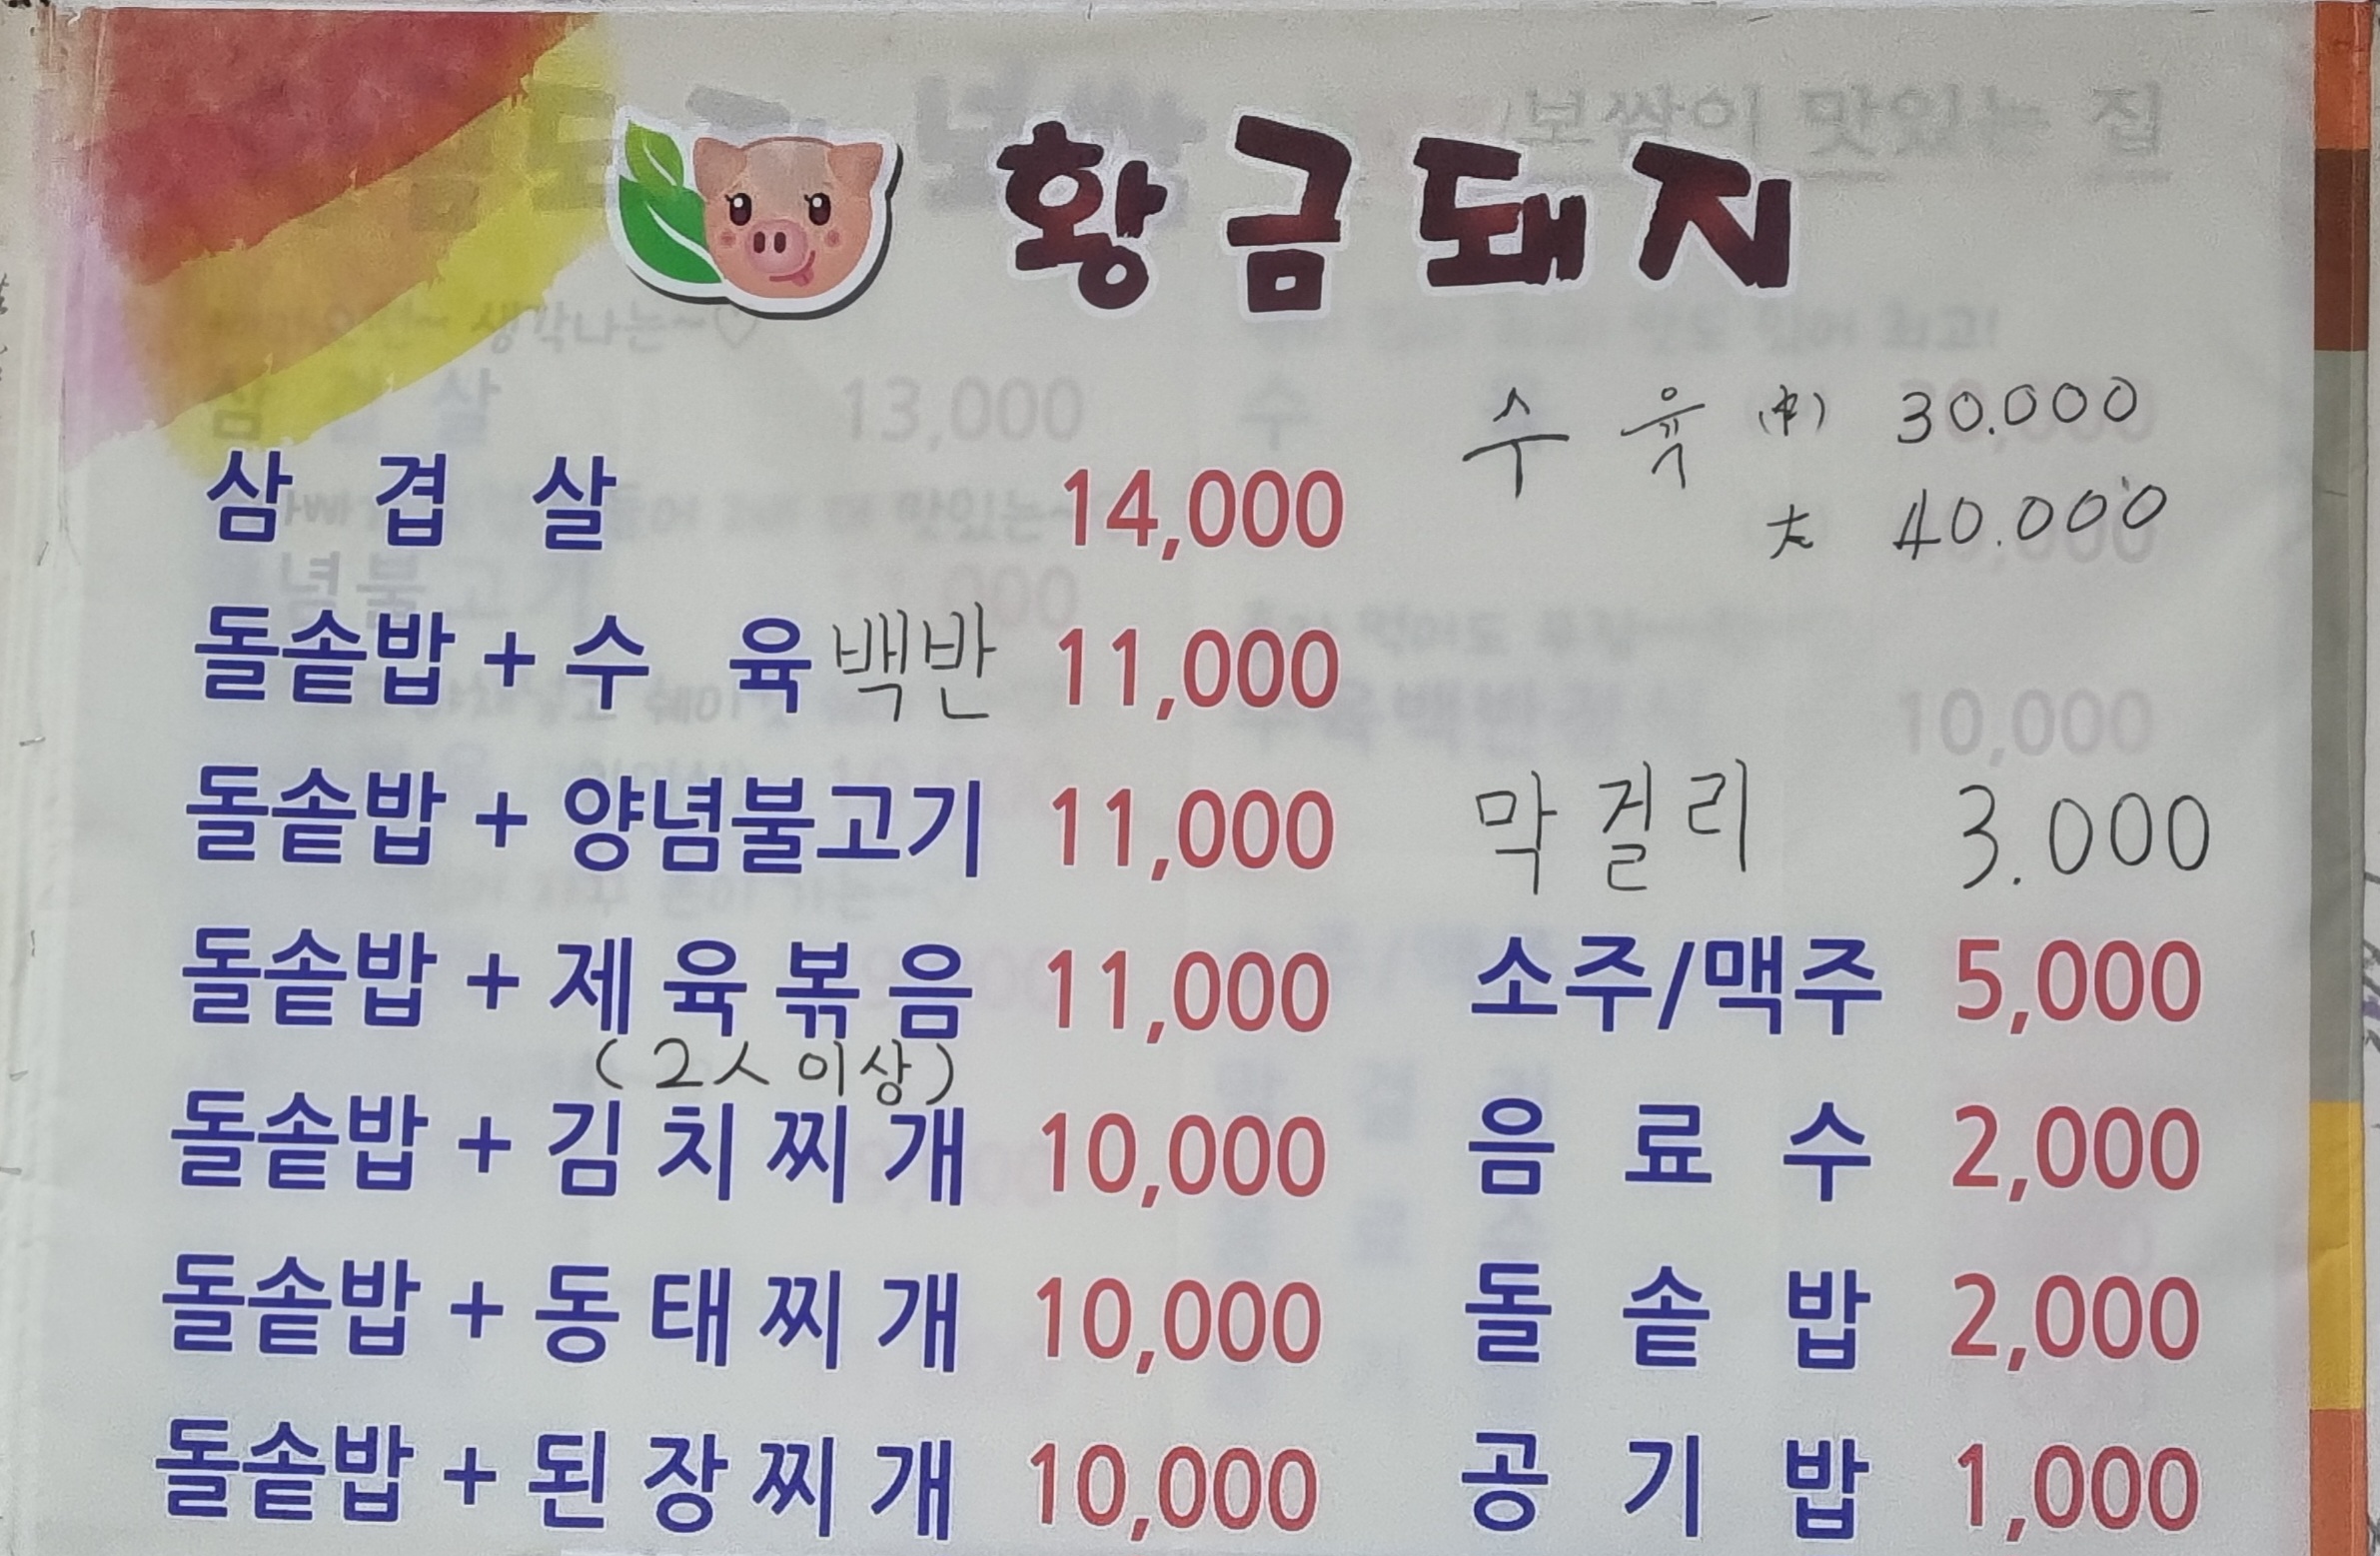 황금돼지
삼 겹 살 14,000
돌솥밥 + 수 육 백반 11,000
돌솥밥 + 양념불고기 11,000
돌솥밥 + 제 육 볶 음 11,000
(2人 이상)
돌솥밥 + 김 치 찌 개 10,000
돌솥밥 + 동 태 찌 개 10,000
돌솥밥 + 된 장 찌 개 10,000
수 육 (中) 30.000
大 40.000
막걸리 3.000
소주/맥주 5,000
음 료 수 2,000
돌 솥 밥 2,000
공 기 밥 1,000